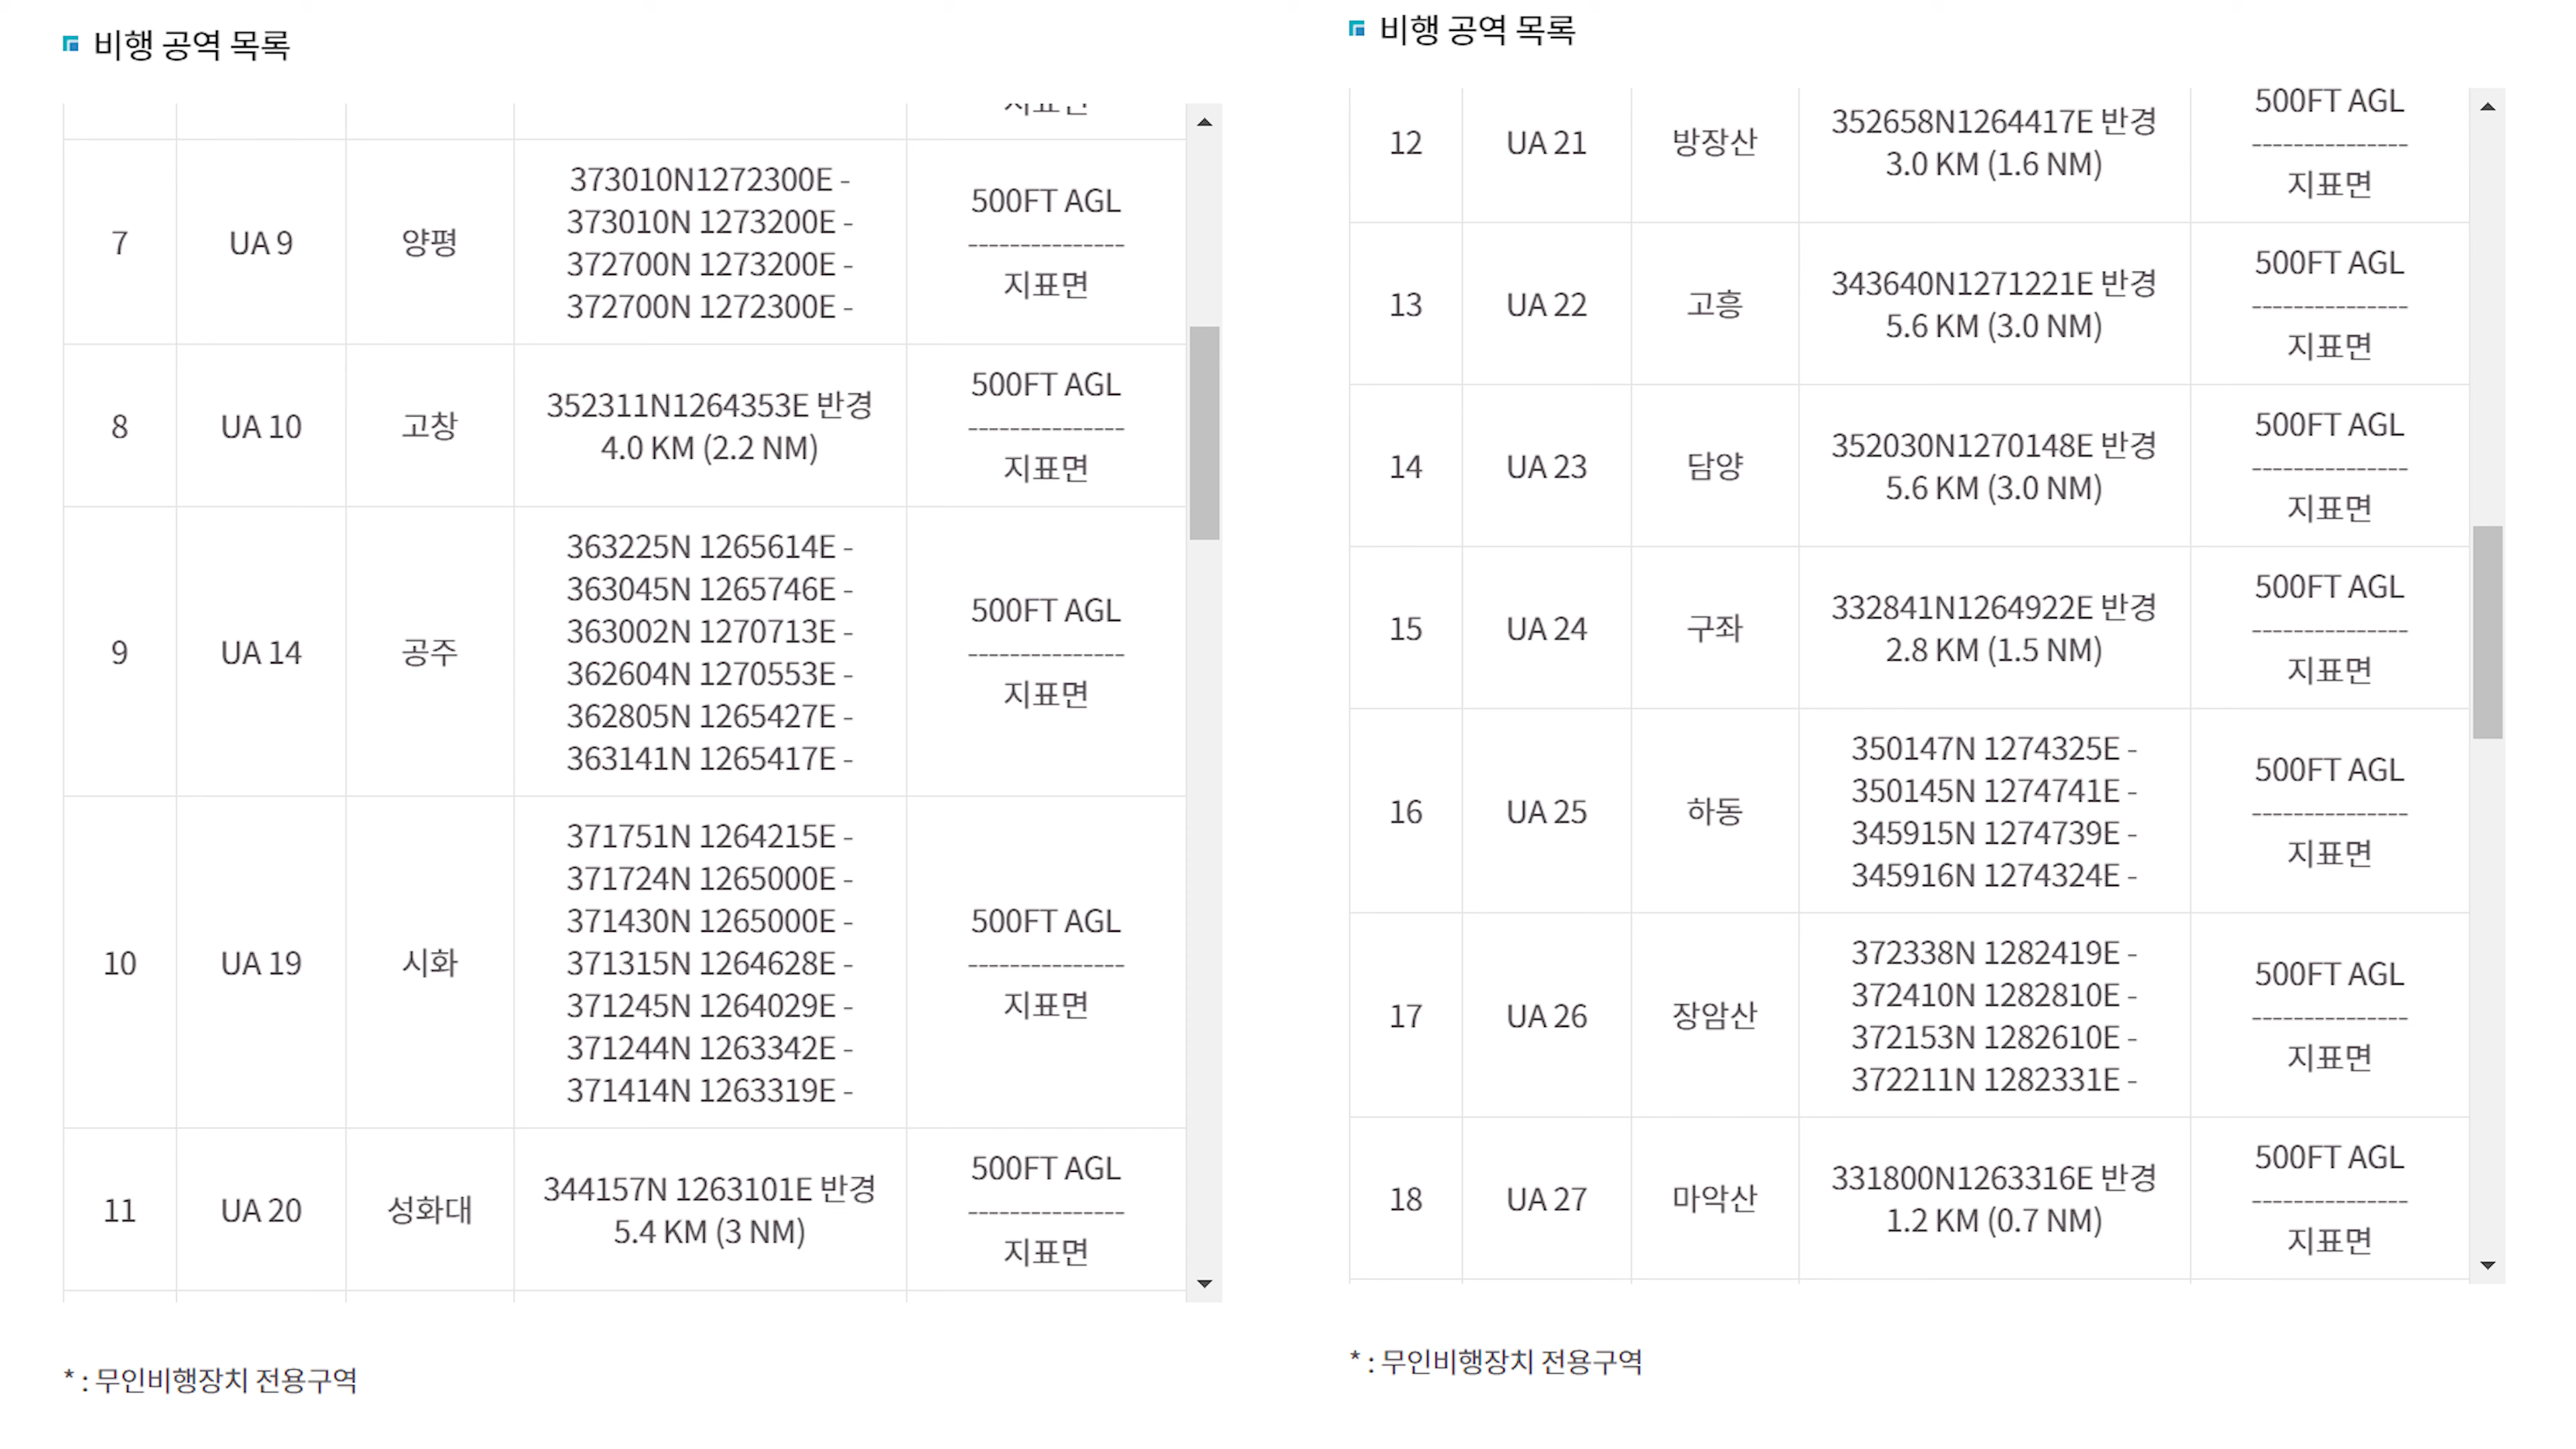 비행 공역 목록
지표면
7
UA 9
양평
373010N1272300E -
373010N 1273200E -
372700N 1273200E -
372700N 1272300E -
500FT AGL
---------------
지표면
8
UA 10
고창
352311N1264353E 반경
4.0 KM (2.2 NM)
500FT AGL
---------------
지표면
9
UA 14
공주
363225N 1265614E -
363045N 1265746E -
363002N 1270713E -
362604N 1270553E -
362805N 1265427E -
363141N 1265417E -
500FT AGL
---------------
지표면
10
UA 19
시화
371751N 1264215E -
371724N 1265000E -
371430N 1265000E -
371315N 1264628E -
371245N 1264029E -
371244N 1263342E -
371414N 1263319E -
500FT AGL
---------------
지표면
11
UA 20
성화대
344157N 1263101E 반경
5.4 KM (3 NM)
500FT AGL
---------------
지표면
* : 무인비행장치 전용구역
비행 공역 목록
12
UA 21
방장산
352658N1264417E 반경
3.0 KM (1.6 NM)
500FT AGL
---------------
지표면
13
UA 22
고흥
343640N1271221E 반경
5.6 KM (3.0 NM)
500FT AGL
---------------
지표면
14
UA 23
담양
352030N1270148E 반경
5.6 KM (3.0 NM)
500FT AGL
---------------
지표면
15
UA 24
구좌
332841N1264922E 반경
2.8 KM (1.5 NM)
500FT AGL
---------------
지표면
16
UA 25
하동
350147N 1274325E -
350145N 1274741E -
345915N 1274739E -
345916N 1274324E -
500FT AGL
---------------
지표면
17
UA 26
장암산
372338N 1282419E -
372410N 1282810E -
372153N 1282610E -
372211N 1282331E -
500FT AGL
---------------
지표면
18
UA 27
마악산
331800N1263316E 반경
1.2 KM (0.7 NM)
500FT AGL
---------------
지표면
* : 무인비행장치 전용구역